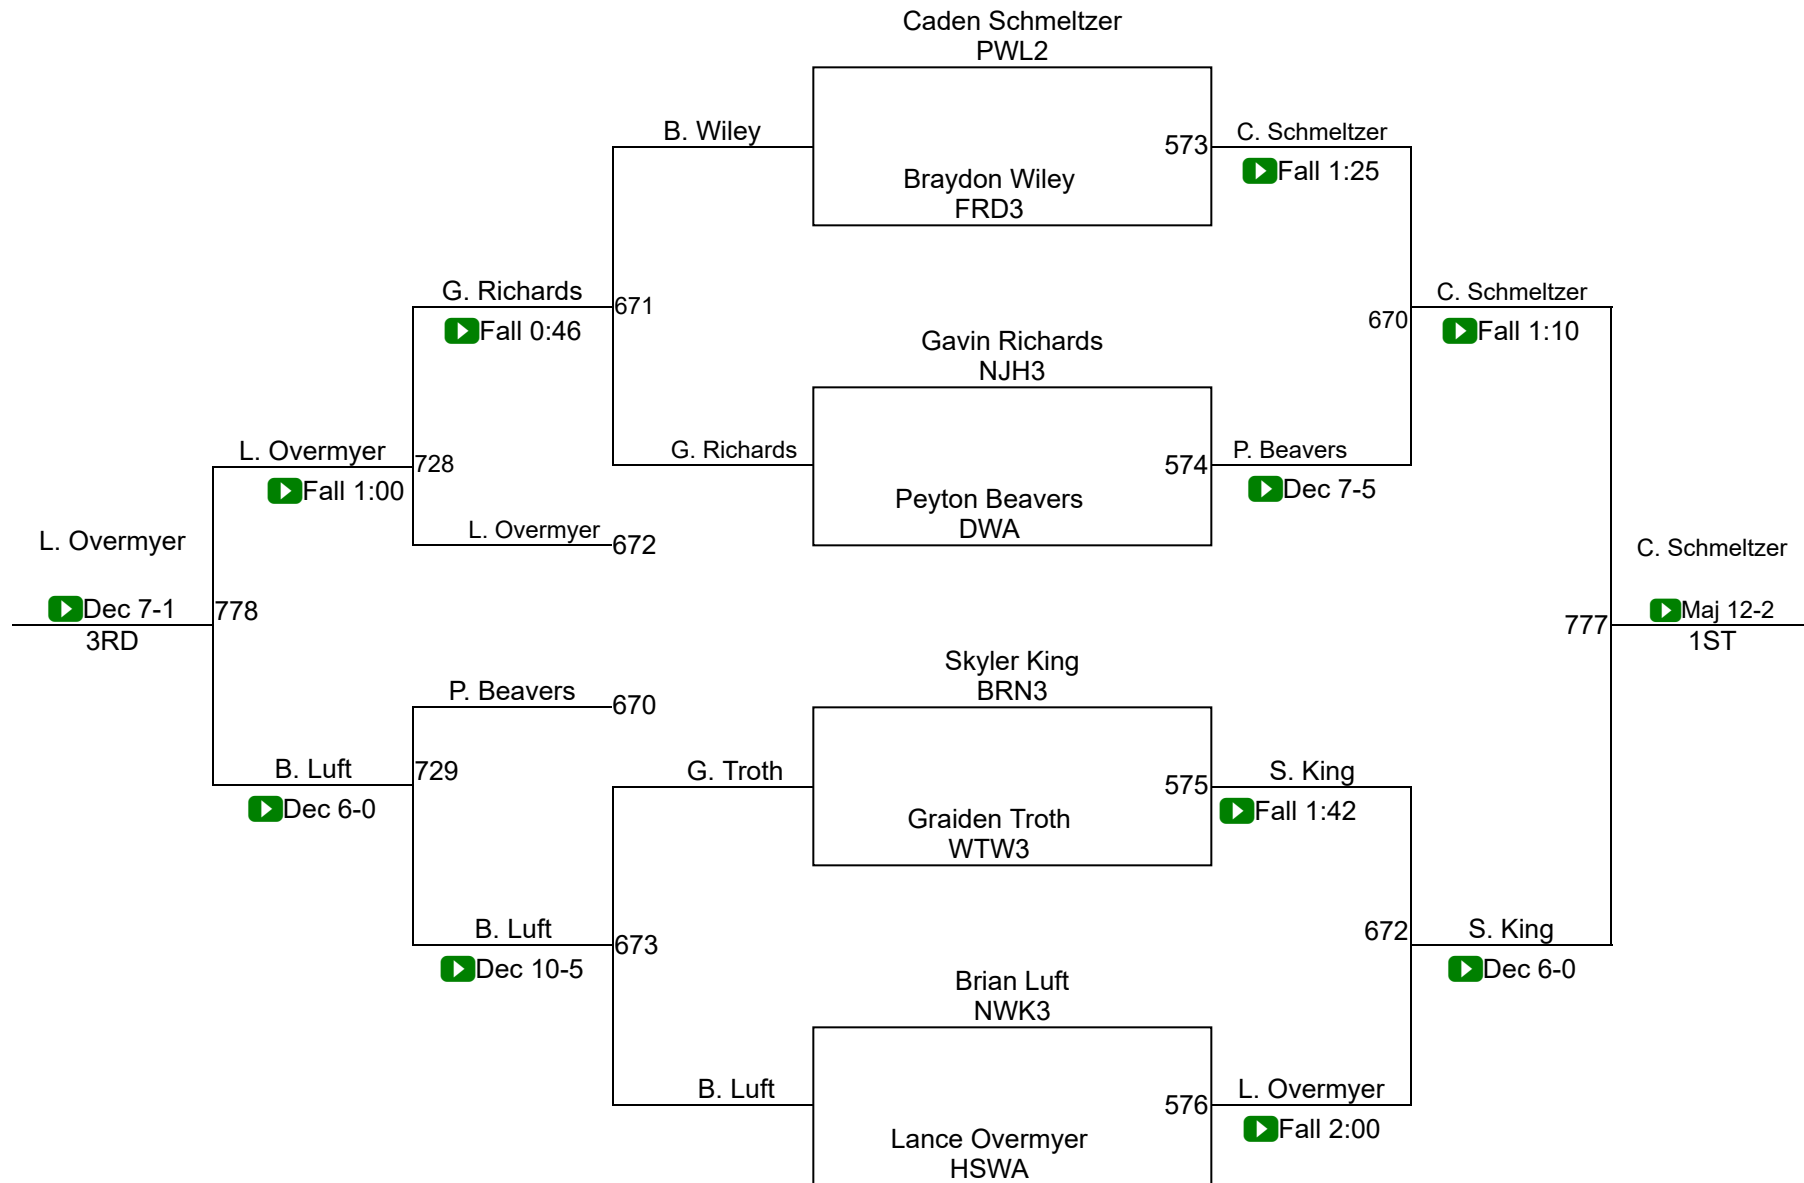 Caden Schmeltzer
PWL2
B. Wiley
573
C. Schmeltzer
Fall 1:25
Braydon Wiley
FRD3
G. Richards
671
Fall 0:46
C. Schmeltzer
670
Fall 1:10
Gavin Richards
NJH3
L. Overmyer
728
Fall 1:00
G. Richards
574
P. Beavers
Dec 7-5
Peyton Beavers
DWA
L. Overmyer
672
L. Overmyer
Dec 7-1
778
3RD
C. Schmeltzer
777
Maj 12-2
1ST
Skyler King
BRN3
P. Beavers
670
B. Luft
729
Dec 6-0
G. Troth
575
S. King
Fall 1:42
Graiden Troth
WTW3
B. Luft
673
Dec 10-5
672
S. King
Dec 6-0
Brian Luft
NWK3
B. Luft
576
L. Overmyer
Fall 2:00
Lance Overmyer
HSWA